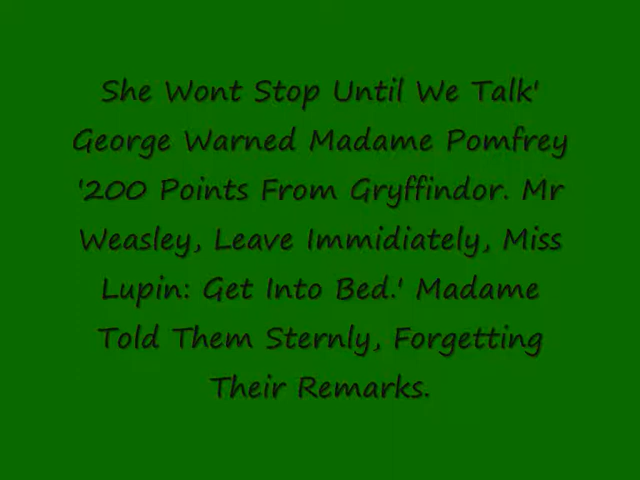 She Wont Stop Until We Talk'
George Warned Madame Pomfrey
'200 Points From Gryffindor. Mr
Weasley, Leave Immidiately, Miss
Lupin: Get Into Bed.' Madame
Told Them Sternly, Forgetting
Their Remarks.